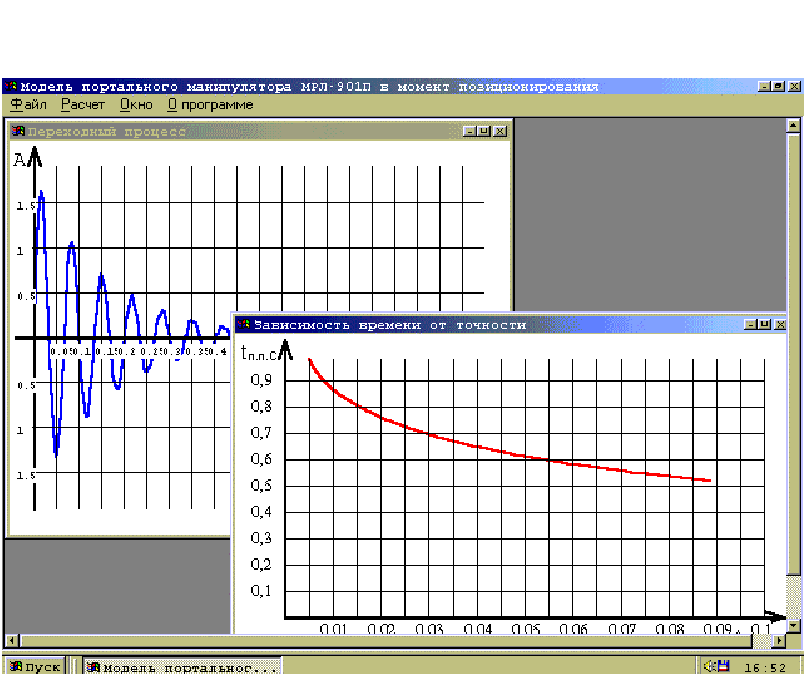 Модель портального манипулятора МРЛ-901П в момент позиционирования
Файл Расчет Окно О программе
Переходный процесс
A
1.5
1
0.5
0.05 0.1 0.15 0.2 0.25 0.3 0.35 0.4
0.5
1
1.5
Зависимость времени от точности
tп.п.С
0,9
0,8
0,7
0,6
0,5
0,4
0,3
0,2
0,1
0.01 0.02 0.03 0.04 0.05 0.06 0.07 0.08 0.09 0.1
Пуск Модель портальног... 16:52